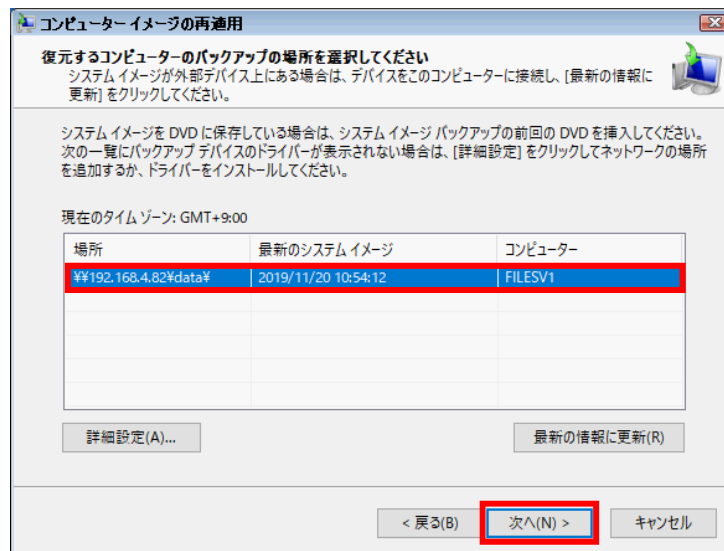 コンピューター イメージの再適用
復元するコンピューターのバックアップの場所を選択してください
システム イメージが外部デバイス上にある場合は、デバイスをこのコンピューターに接続し、[最新の情報に
更新] をクリックしてください。
システム イメージを DVD に保存している場合は、システム イメージ バックアップの前回の DVD を挿入してください。
次の一覧にバックアップ デバイスのドライバーが表示されない場合は、[詳細設定] をクリックしてネットワークの場所
を追加するか、ドライバーをインストールしてください。
現在のタイム ゾーン: GMT+9:00
場所 最新のシステム イメージ コンピューター
¥¥192.168.4.82¥data¥ 2019/11/20 10:54:12 FILESV1
詳細設定(A)... 最新の情報に更新(R)
< 戻る(B) 次へ(N) > キャンセル